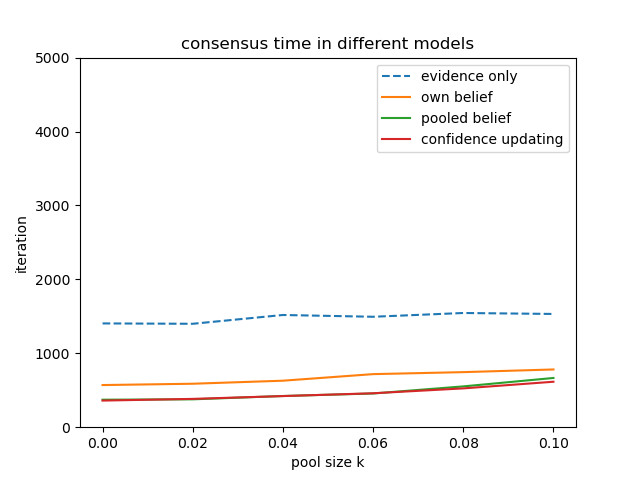 consensus time in different models
5000
4000
3000
2000
1000
0
iteration
evidence only
own belief
pooled belief
confidence updating
0.00 0.02 0.04 0.06 0.08 0.10
pool size k